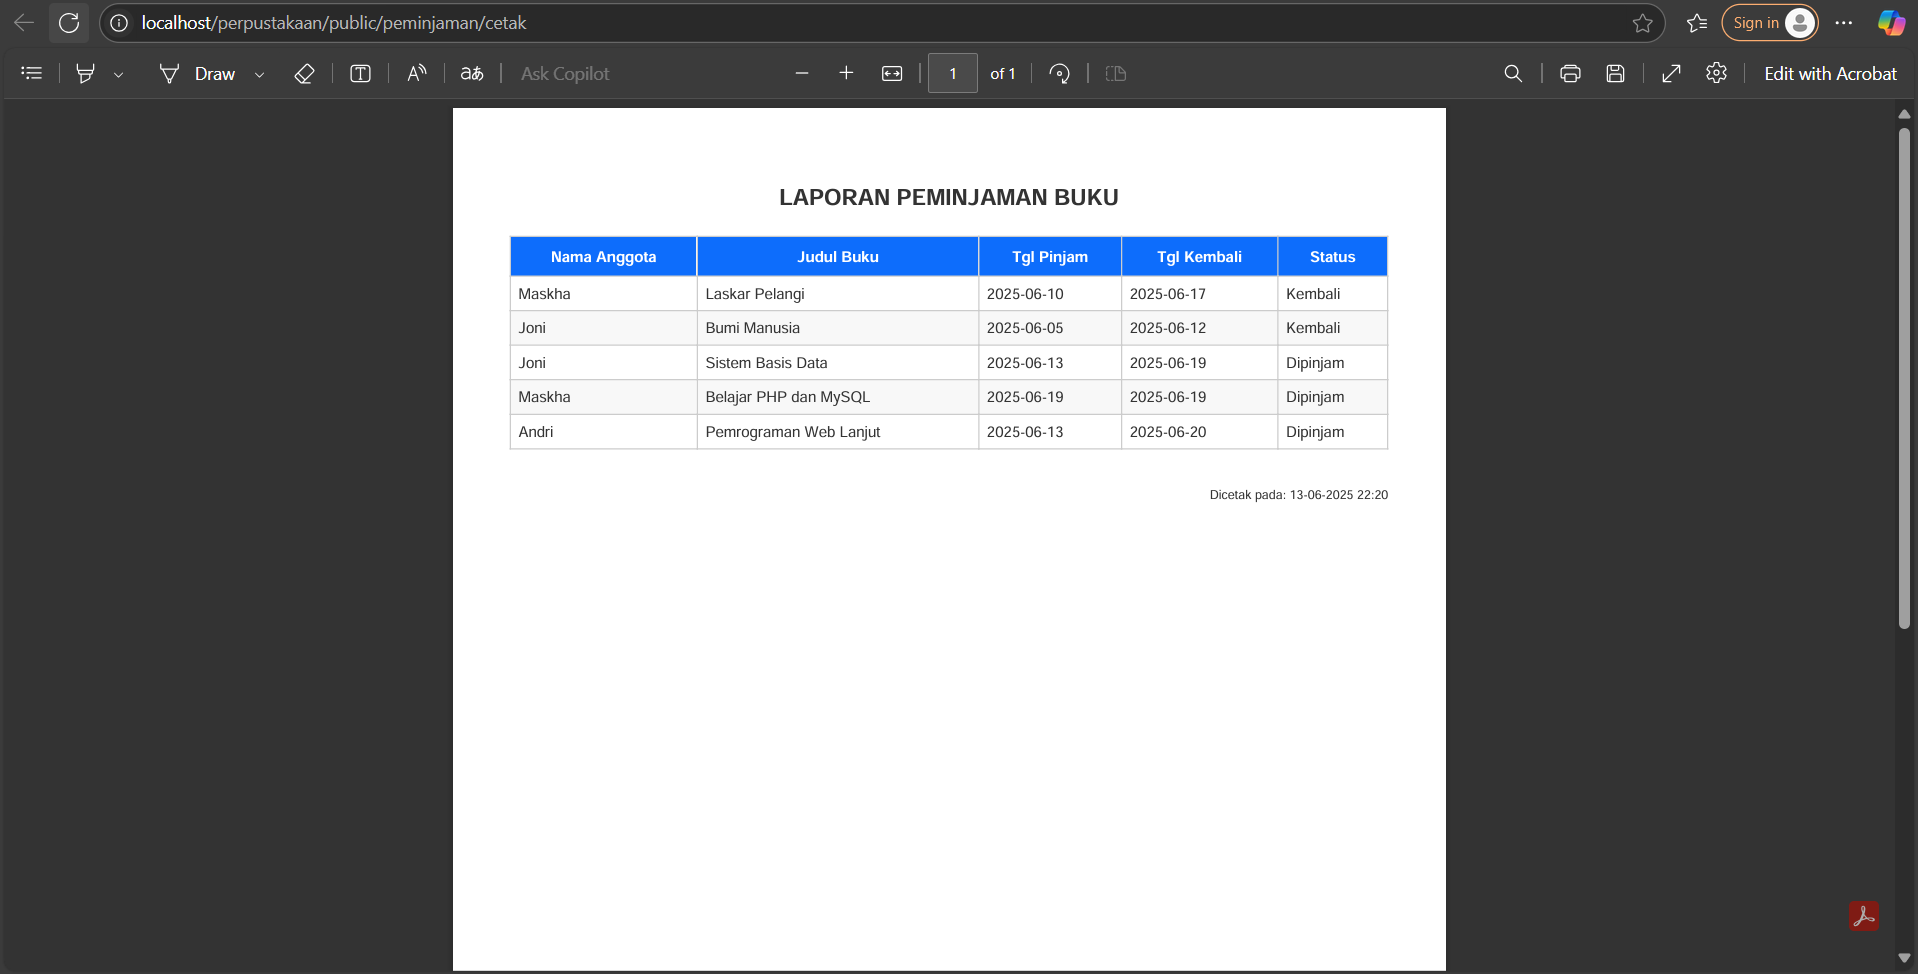 localhost/perpustakaan/public/peminjaman/cetak
Sign in
Draw
aあ
Ask Copilot
1 of 1
Edit with Acrobat
LAPORAN PEMINJAMAN BUKU
Nama Anggota Judul Buku Tgl Pinjam Tgl Kembali Status
Maskha Laskar Pelangi 2025-06-10 2025-06-17 Kembali
Joni Bumi Manusia 2025-06-05 2025-06-12 Kembali
Joni Sistem Basis Data 2025-06-13 2025-06-19 Dipinjam
Maskha Belajar PHP dan MySQL 2025-06-19 2025-06-19 Dipinjam
Andri Pemrograman Web Lanjut 2025-06-13 2025-06-20 Dipinjam
Dicetak pada: 13-06-2025 22:20